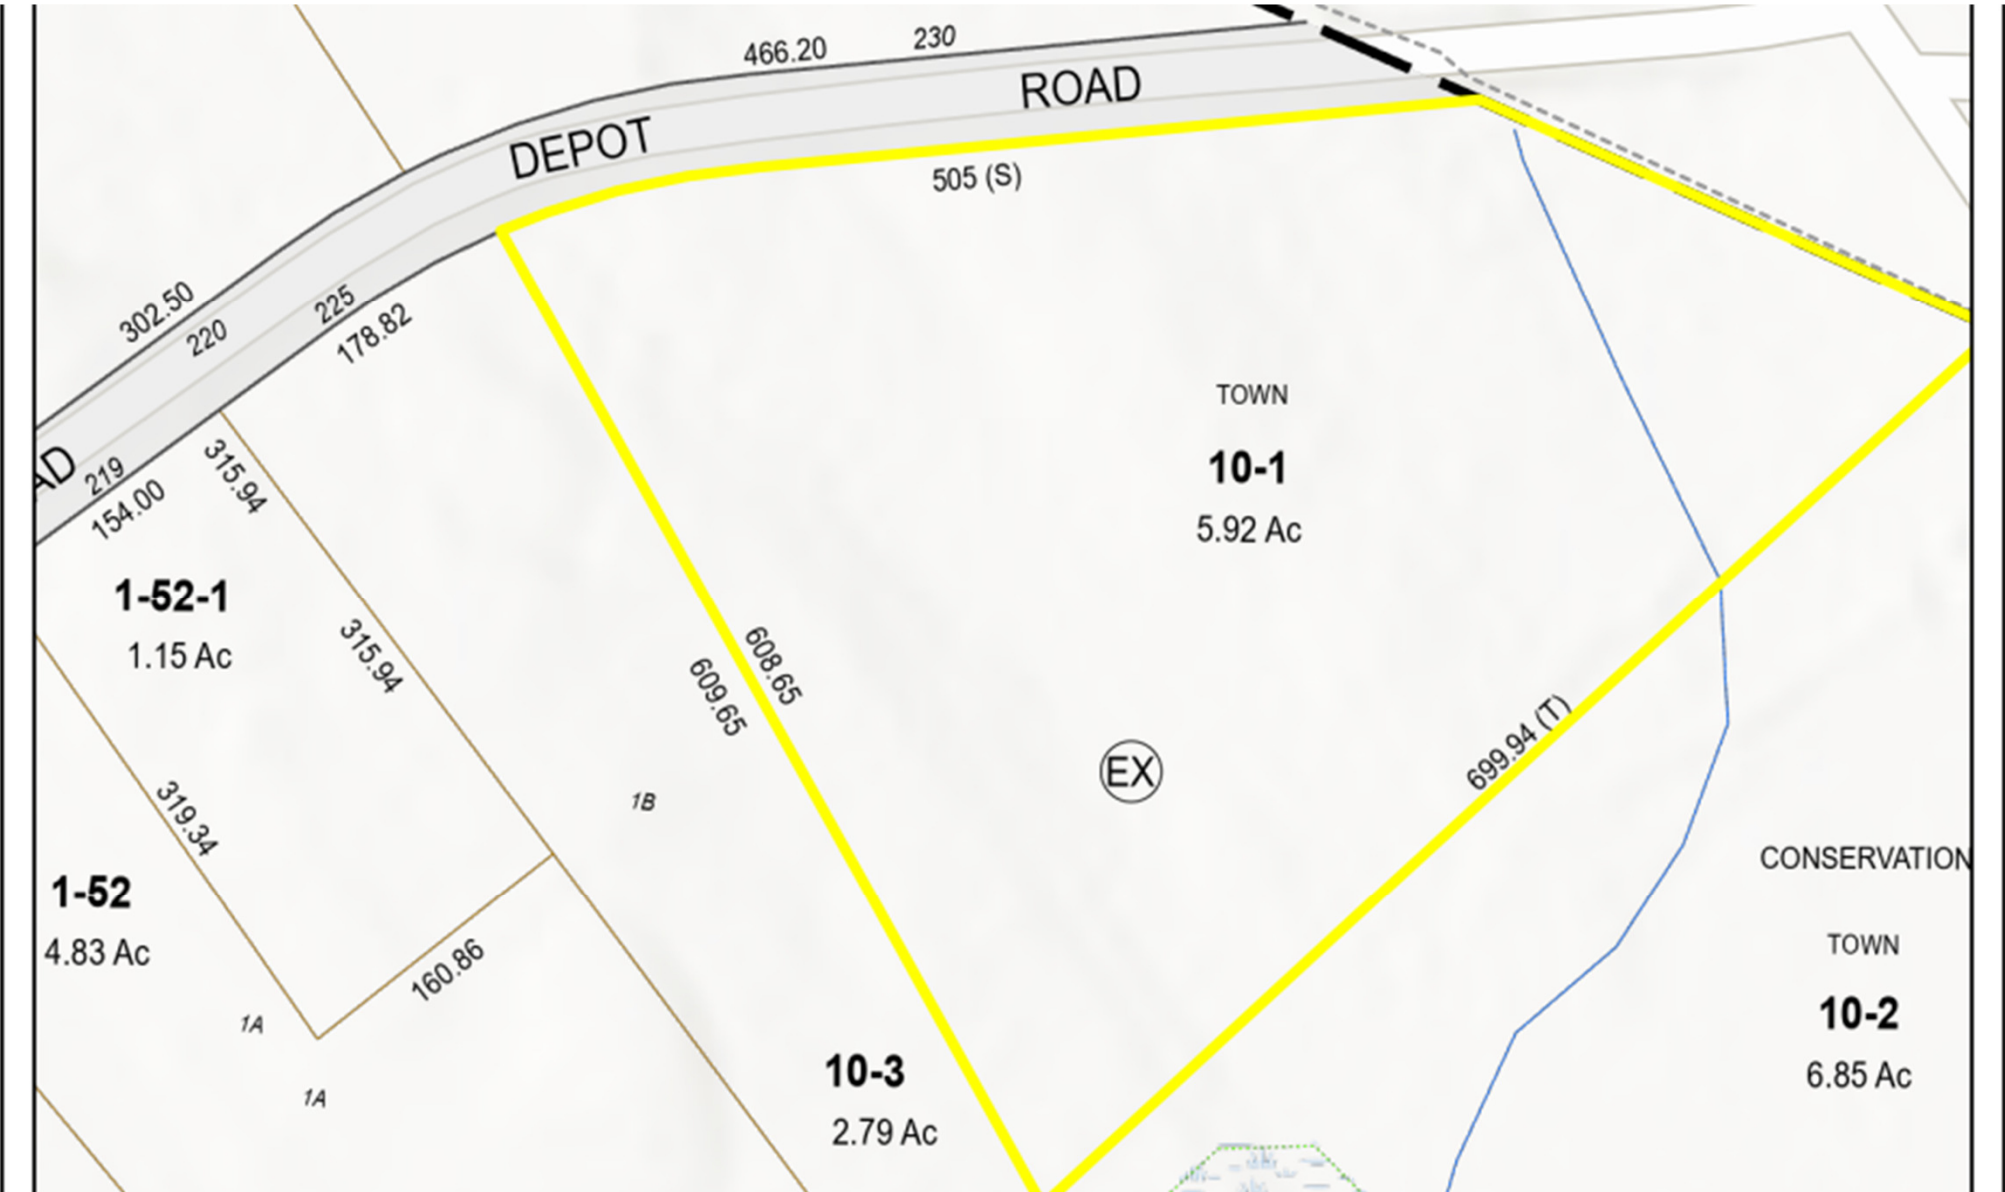 466.20
230
ROAD
DEPOT
505 (S)
302.50
220
225
178.82
AD
219
154.00
315.94
TOWN
10-1
5.92 Ac
1-52-1
1.15 Ac
315.94
608.65
609.65
319.34
1B
EX
699.94 (T)
1-52
4.83 Ac
160.86
1A
1A
10-3
2.79 Ac
CONSERVATION
TOWN
10-2
6.85 Ac